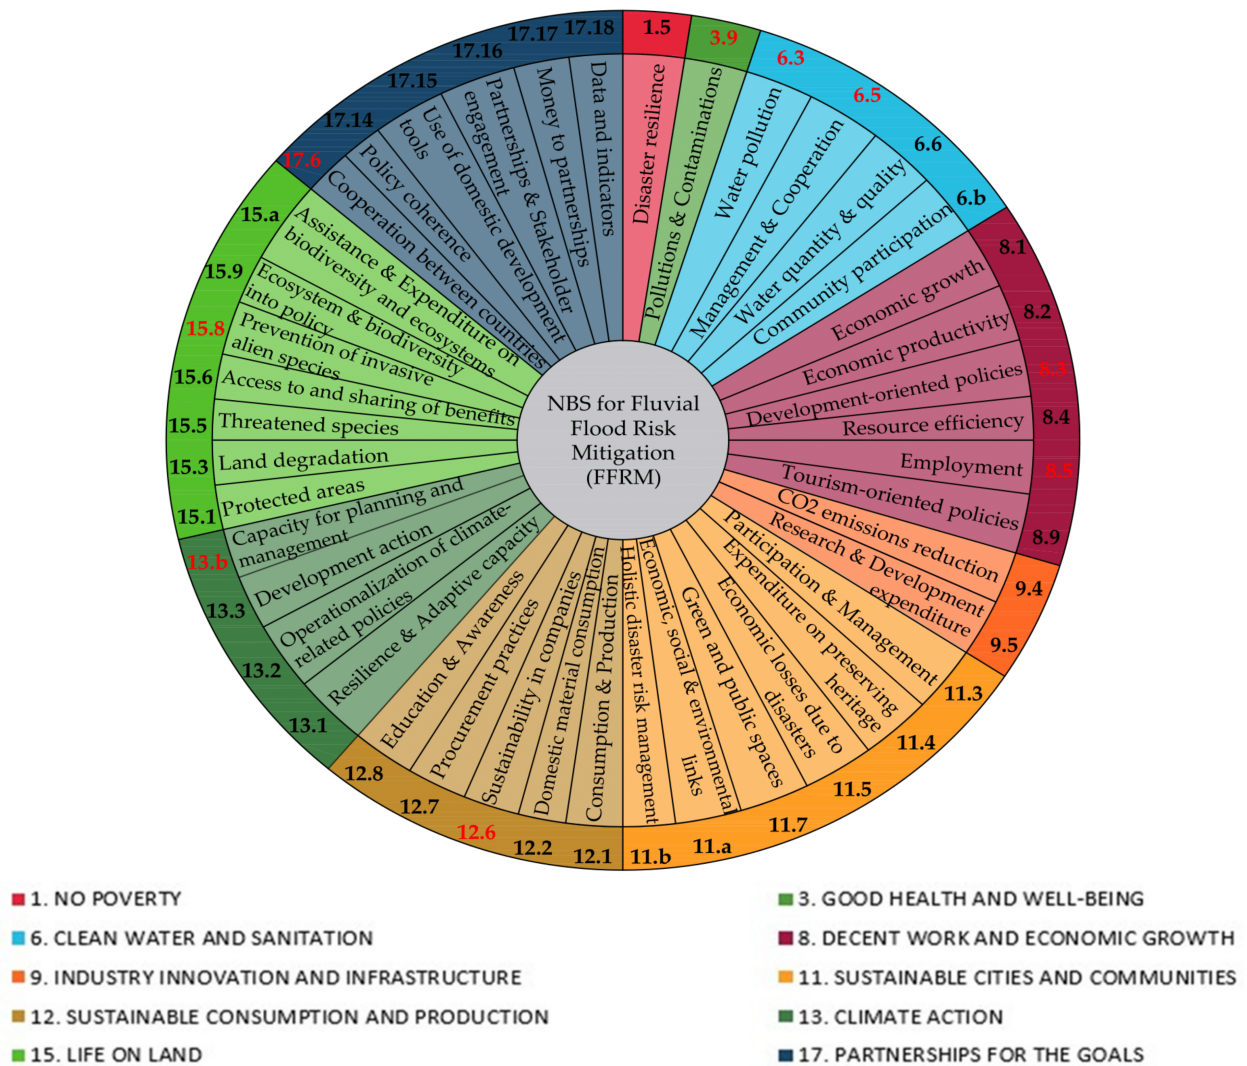 1.5
3.9
6.3
6.5
6.6
6.b
8.1
8.2
8.3
8.4
8.5
8.9
9.4
9.5
11.3
11.4
11.5
11.7
11.a
11.b
12.1
12.2
12.6
12.7
12.8
13.1
13.2
13.3
13.b
15.1
15.3
15.5
15.6
15.8
15.9
15.a
17.6
17.14
17.15
17.16
17.17
17.18
Disaster resilience
Pollutions & Contaminations
Water pollution
Management & Cooperation
Water quantity & quality
Community participation
Economic growth
Economic productivity
Development-oriented policies
Resource efficiency
Employment
Tourism-oriented policies
CO2 emissions reduction
Research & Development
expenditure
Participation & Management
Expenditure on preserving
heritage
Economic losses due to
disasters
Green and public spaces
Economic, social & environmental
links
Holistic disaster risk management
Consumption & Production
Domestic material consumption
Sustainability in companies
Procurement practices
Education & Awareness
Resilience & Adaptive capacity
Operationalization of climate-
related policies
Development action
Capacity for planning and
management
Protected areas
Land degradation
Threatened species
Access to and sharing of benefits
Prevention of invasive
alien species
Ecosystem & biodiversity
into policy
Assistance & Expenditure on
biodiversity and ecosystems
Cooperation between countries
Policy coherence
Use of domestic development
tools
Partnerships & Stakeholder
engagement
Money to partnerships
Data and indicators
NBS for Fluvial
Flood Risk
Mitigation
(FFRM)
1. NO POVERTY
3. GOOD HEALTH AND WELL-BEING
6. CLEAN WATER AND SANITATION
8. DECENT WORK AND ECONOMIC GROWTH
9. INDUSTRY INNOVATION AND INFRASTRUCTURE
11. SUSTAINABLE CITIES AND COMMUNITIES
12. SUSTAINABLE CONSUMPTION AND PRODUCTION
13. CLIMATE ACTION
15. LIFE ON LAND
17. PARTNERSHIPS FOR THE GOALS